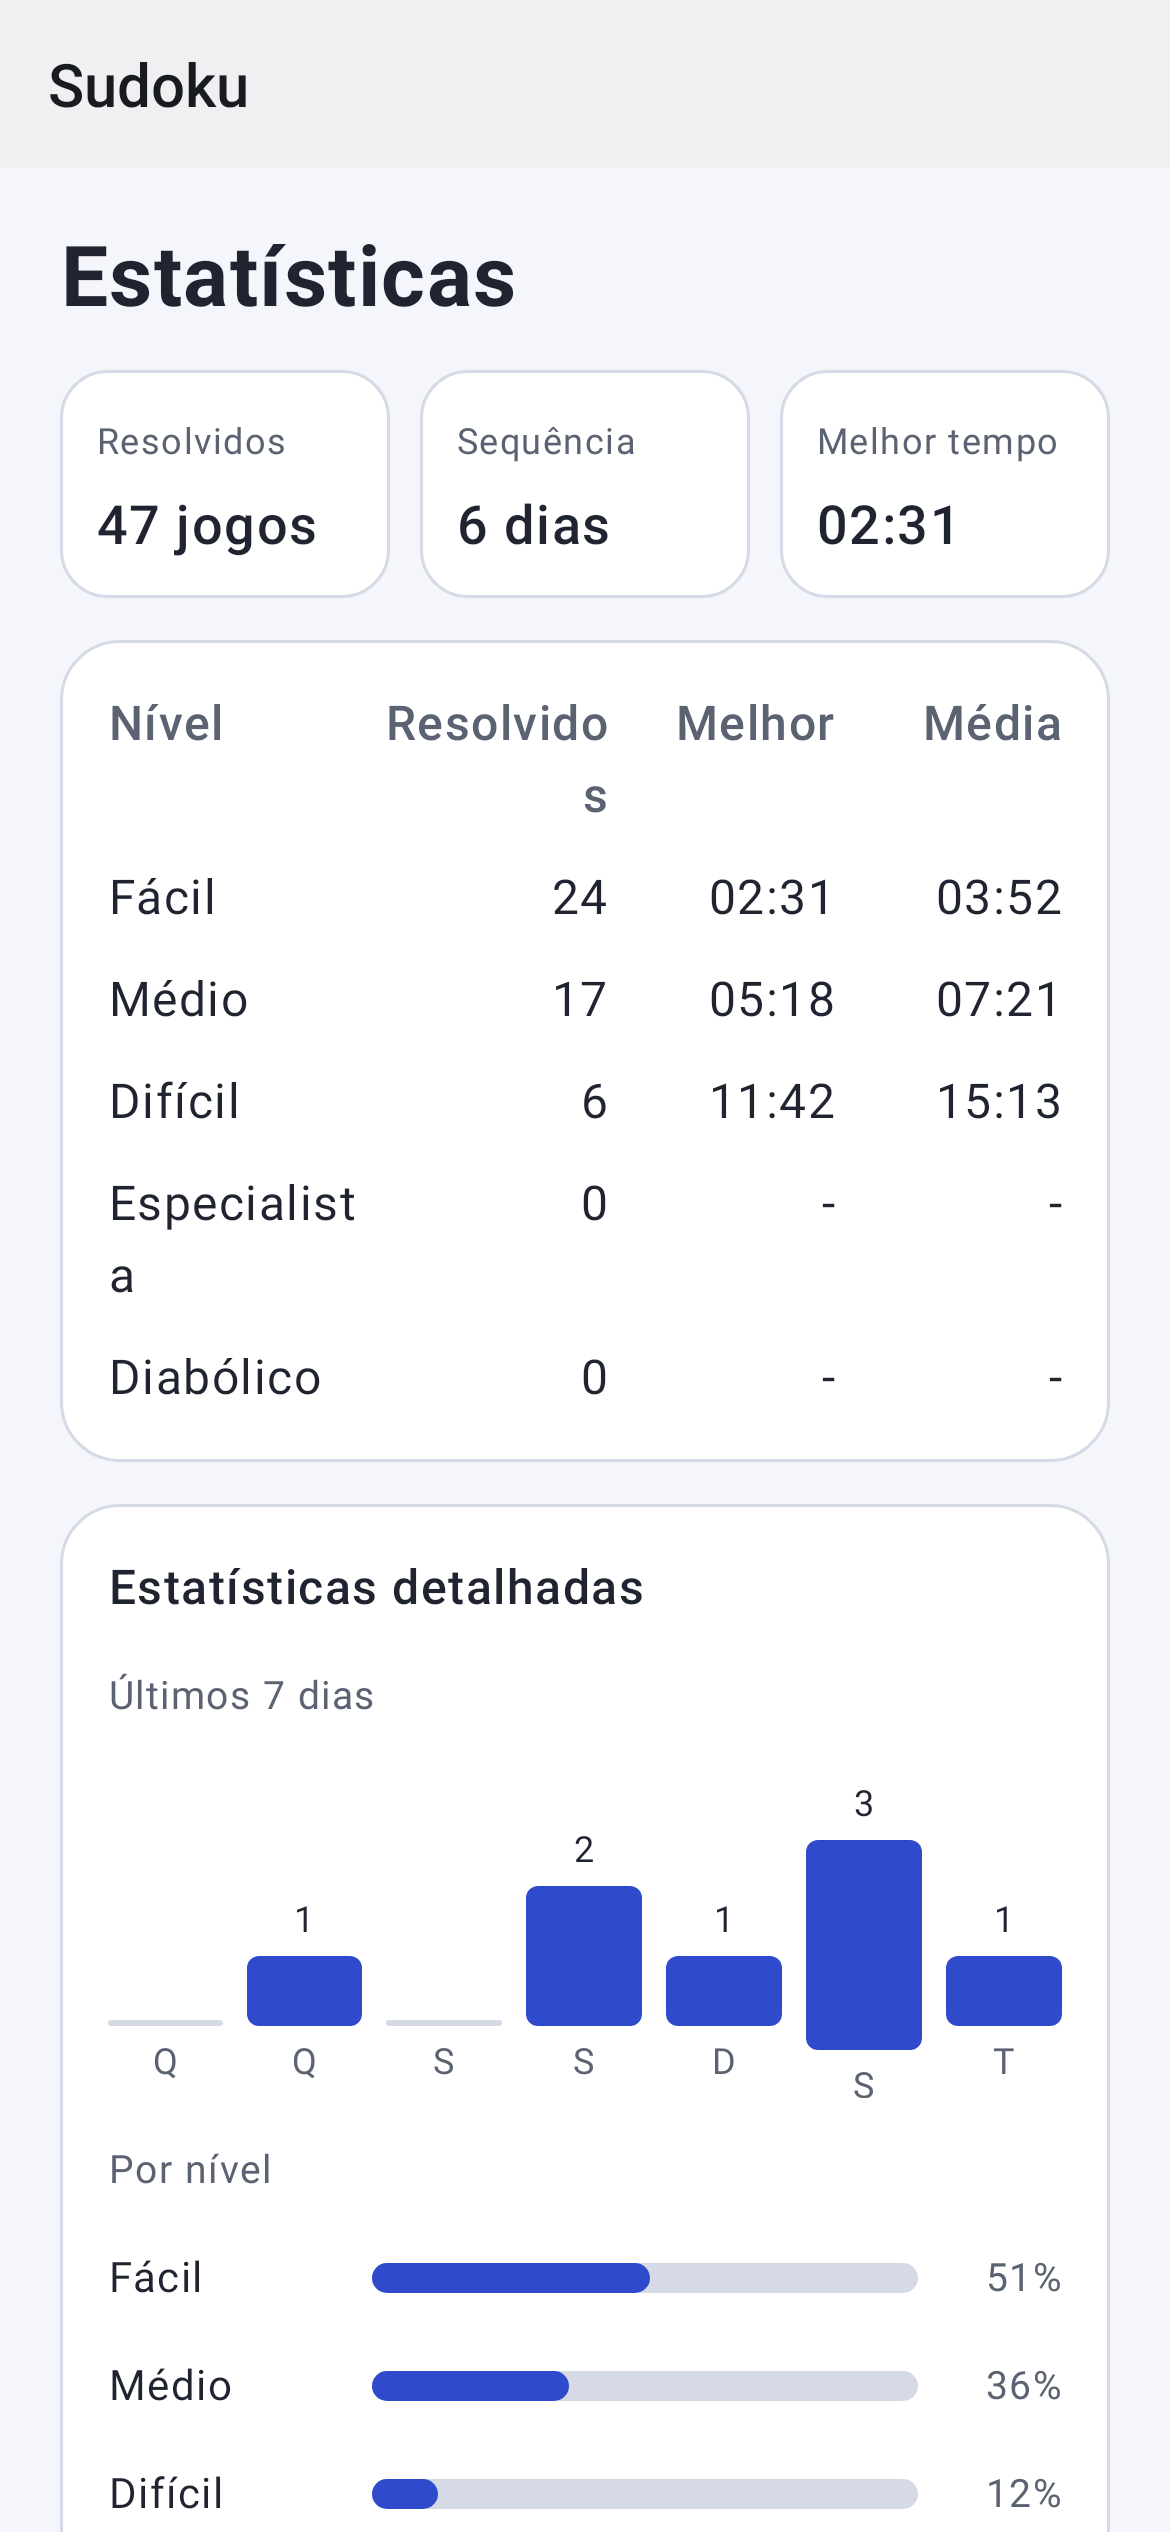 Sudoku
Estatísticas
Resolvidos
47 jogos
Sequência
6 dias
Melhor tempo
02:31
Nível Resolvido Melhor Média
s
Fácil 24 02:31 03:52
Médio 17 05:18 07:21
Difícil 6 11:42 15:13
Especialist 0 - -
a
Diabólico 0 - -
Estatísticas detalhadas
Últimos 7 dias
1 2 1 3 1
Q Q S S D S T
Por nível
Fácil 51%
Médio 36%
Difícil 12%